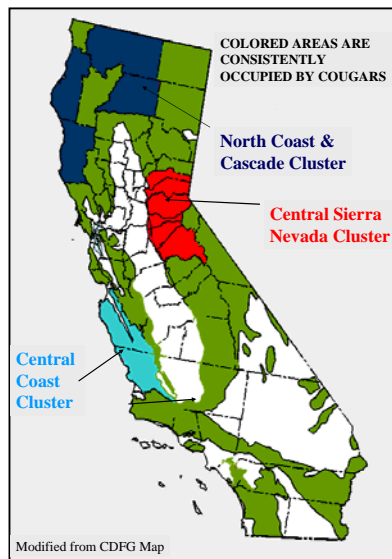 COLORED AREAS ARE
CONSISTENTLY
OCCUPIED BY COUGARS
North Coast &
Cascade Cluster
Central Sierra
Nevada Cluster
Central
Coast
Cluster
Modified from CDFG Map